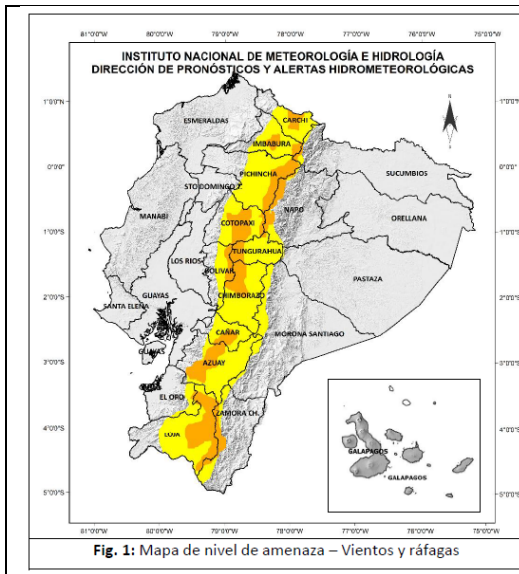 INSTITUTO NACIONAL DE METEOROLOGÍA E HIDROLOGÍA
DIRECCIÓN DE PRONÓSTICOS Y ALERTAS HIDROMETEOROLÓGICAS
81°0'0"W
80°0'0"W
79°0'0"W
78°0'0"W
77°0'0"W
76°0'0"W
75°0'0"W
1°0'0"N
1°0'0"N
ESMERALDAS
CARCHI
IMBABURA
0°0'0"
0°0'0"
PICHINCHA
SUCUMBIOS
STO DOMINGO T.
NAPO
ORELLANA
MANABI
COTOPAXI
1°0'0"S
1°0'0"S
TUNGURAHUA
LOS RIOS
BOLIVAR
PASTAZA
2°0'0"S
2°0'0"S
GUAYAS
CHIMBORAZO
SANTA ELENA
CAÑAR
MORONA SANTIAGO
GUAYAS
3°0'0"S
3°0'0"S
AZUAY
EL ORO
ZAMORA CH.
4°0'0"S
4°0'0"S
LOJA
GALAPAGOS
GALAPAGOS
5°0'0"S
5°0'0"S
81°0'0"W
80°0'0"W
79°0'0"W
78°0'0"W
77°0'0"W
76°0'0"W
75°0'0"W
Fig. 1: Mapa de nivel de amenaza – Vientos y ráfagas